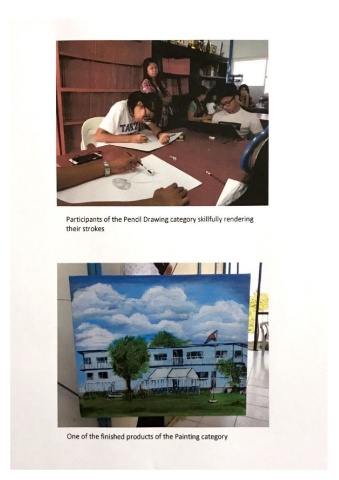 Participants of the Pencil Drawing category skillfully rendering
their strokes
One of the finished products of the Painting category